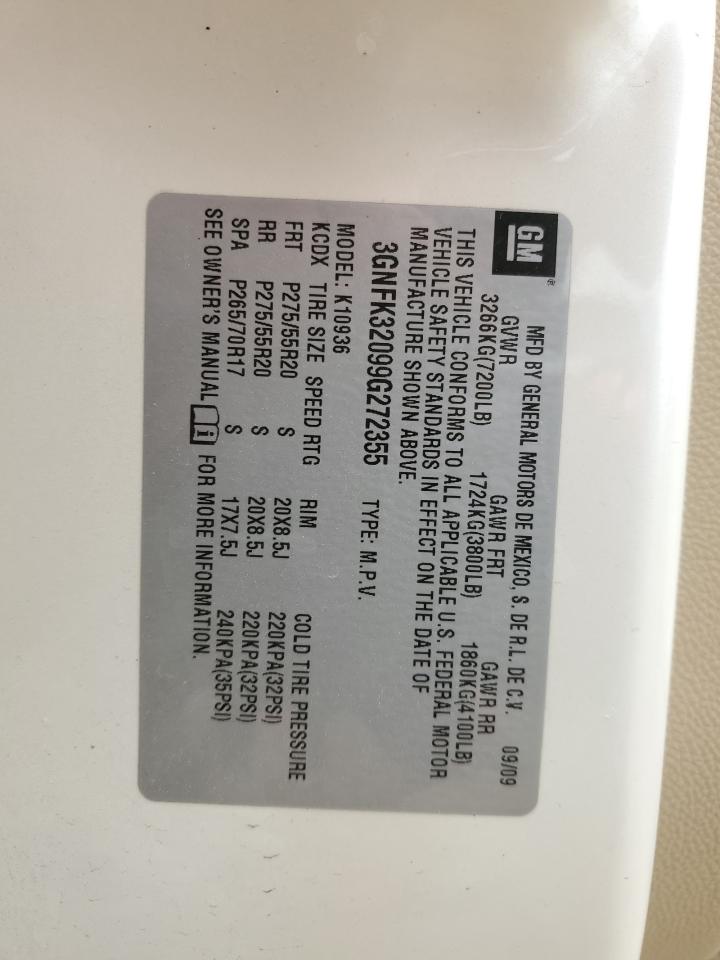 GM®
MFD BY GENERAL MOTORS DE MEXICO, S. DE R.L. DE C.V. 09/09
GVWR GAWR FRT GAWR RR
3266KG(7200LB) 1724KG(3800LB) 1860KG(4100LB)
THIS VEHICLE CONFORMS TO ALL APPLICABLE U.S. FEDERAL MOTOR
VEHICLE SAFETY STANDARDS IN EFFECT ON THE DATE OF
MANUFACTURE SHOWN ABOVE.
3GNFK32099G272355 TYPE: M.P.V.
MODEL: K10936
KCDX TIRE SIZE SPEED RTG RIM COLD TIRE PRESSURE
FRT P275/55R20 S 20X8.5J 220KPA(32PSI)
RR P275/55R20 S 20X8.5J 220KPA(32PSI)
SPA P265/70R17 S 17X7.5J 240KPA(35PSI)
SEE OWNER'S MANUAL i FOR MORE INFORMATION.